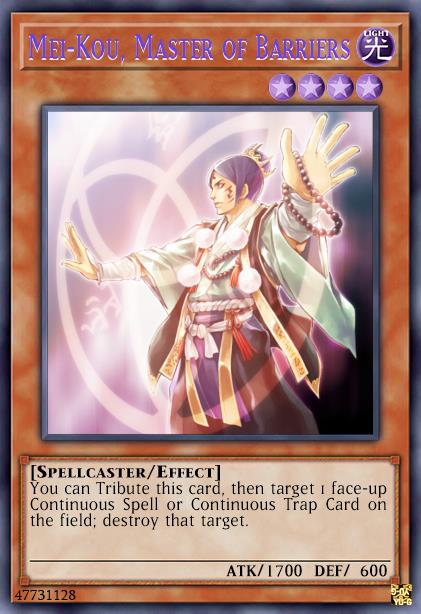 Mei-Kou, Master of Barriers
LIGHT
光
[Spellcaster/Effect]
You can Tribute this card, then target 1 face-up
Continuous Spell or Continuous Trap Card on
the field; destroy that target.
ATK/1700 DEF/ 600
47731128